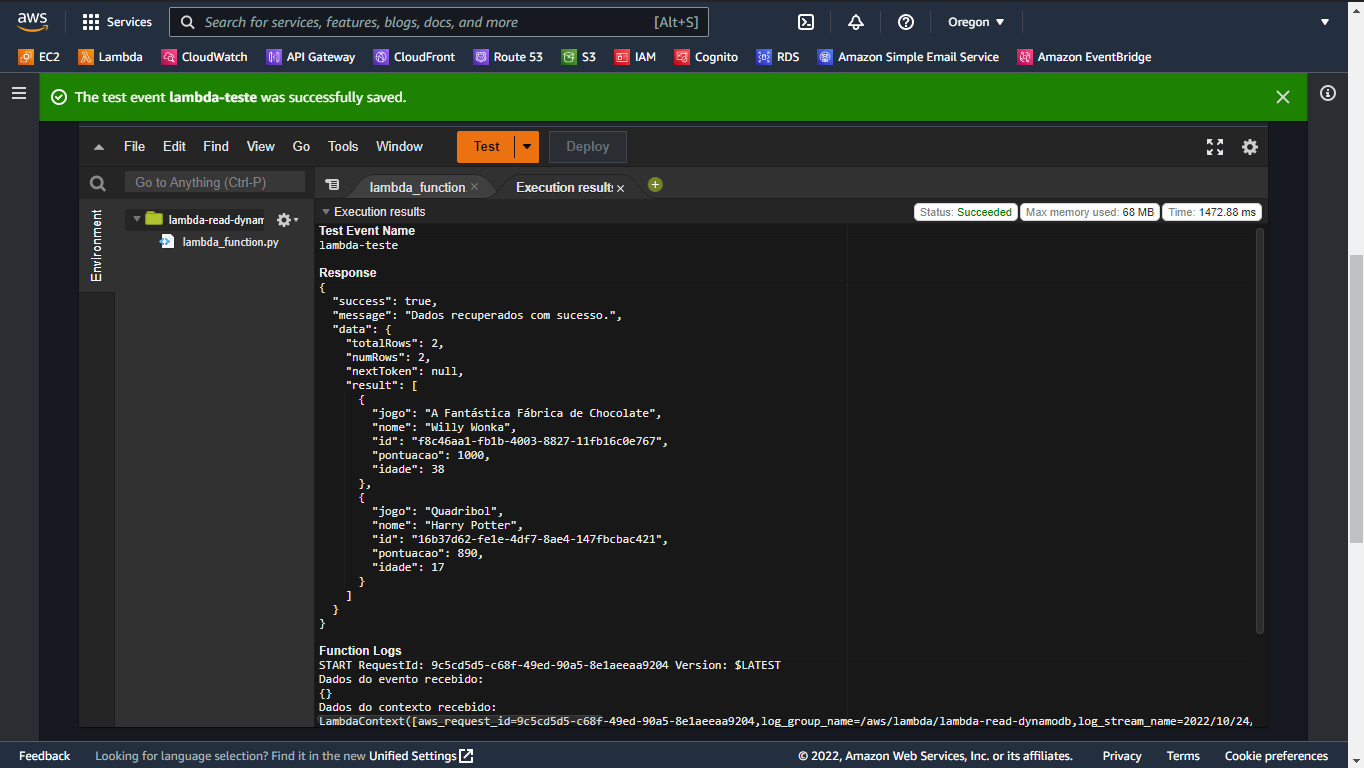 aws Services Search for services, features, blogs, docs, and more [Alt+S] Oregon
EC2 Lambda CloudWatch API Gateway CloudFront Route 53 S3 IAM Cognito RDS Amazon Simple Email Service Amazon EventBridge
The test event lambda-teste was successfully saved.
File Edit Find View Go Tools Window Test Deploy
Go to Anything (Ctrl-P) lambda_function Execution results
Execution results Status: Succeeded Max memory used: 68 MB Time: 1472.88 ms
Environment
lambda-read-dynam
lambda_function.py
Test Event Name
lambda-teste
Response
{
"success": true,
"message": "Dados recuperados com sucesso.",
"data": {
"totalRows": 2,
"numRows": 2,
"nextToken": null,
"result": [
{
"jogo": "A Fantástica Fábrica de Chocolate",
"nome": "Willy Wonka",
"id": "f8c46aa1-fb1b-4003-8827-11fb16c0e767",
"pontuacao": 1000,
"idade": 38
},
{
"jogo": "Quadribol",
"nome": "Harry Potter",
"id": "16b37d62-fe1e-4df7-8ae4-147fbcbac421",
"pontuacao": 890,
"idade": 17
}
]
}
}
Function Logs
START RequestId: 9c5cd5d5-c68f-49ed-90a5-8e1aeeaa9204 Version: $LATEST
Dados do evento recebido:
{}
Dados do contexto recebido:
LambdaContext([aws_request_id=9c5cd5d5-c68f-49ed-90a5-8e1aeeaa9204,log_group_name=/aws/lambda/lambda-read-dynamodb,log_stream_name=2022/10/24,
Feedback Looking for language selection? Find it in the new Unified Settings © 2022, Amazon Web Services, Inc. or its affiliates. Privacy Terms Cookie preferences